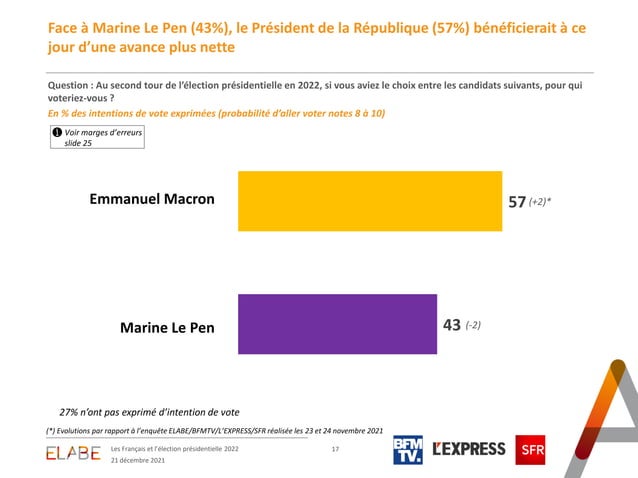 Face à Marine Le Pen (43%), le Président de la République (57%) bénéficierait à ce
jour d’une avance plus nette
Question : Au second tour de l’élection présidentielle en 2022, si vous aviez le choix entre les candidats suivants, pour qui
voteriez-vous ?
En % des intentions de vote exprimées (probabilité d’aller voter notes 8 à 10)
❶ Voir marges d’erreurs
slide 25
Emmanuel Macron
57 (+2)*
Marine Le Pen
43 (-2)
27% n’ont pas exprimé d’intention de vote
(*) Evolutions par rapport à l’enquête ELABE/BFMTV/L’EXPRESS/SFR réalisée les 23 et 24 novembre 2021
ELABE
Les Français et l’élection présidentielle 2022
17
21 décembre 2021
BFM
TV.
L'EXPRESS
SFR